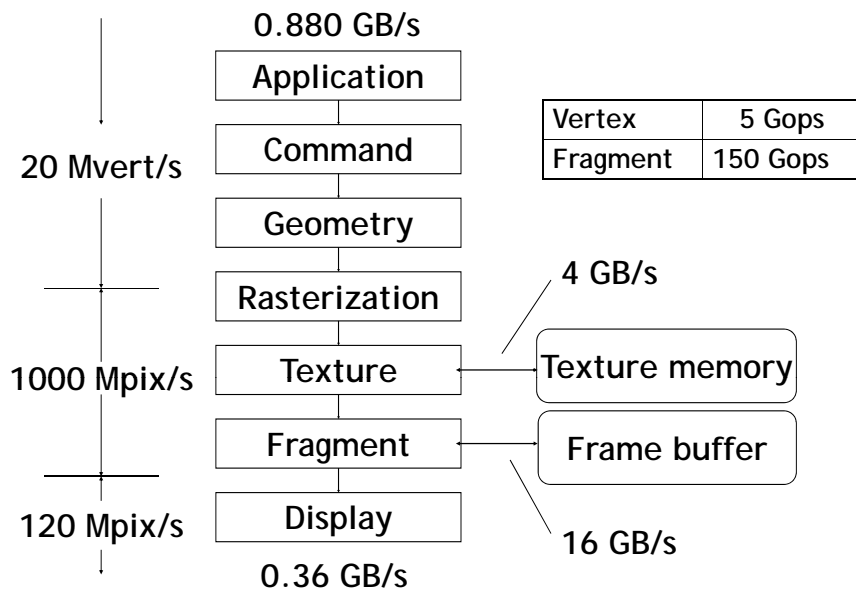 0.880 GB/s
Application
Command
Geometry
Rasterization
Texture
Fragment
Display
0.36 GB/s
20 Mvert/s
1000 Mpix/s
120 Mpix/s
Vertex 5 Gops
Fragment 150 Gops
4 GB/s
Texture memory
Frame buffer
16 GB/s